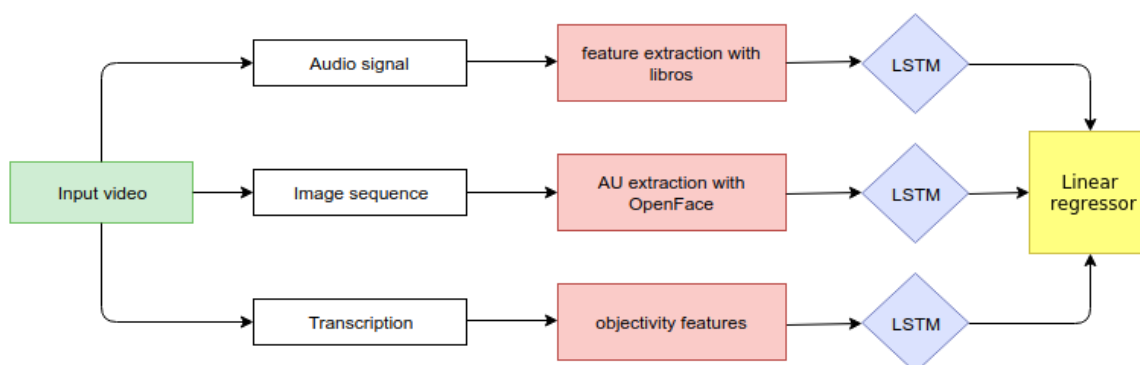 Audio signal
feature extraction with
libros
LSTM
Input video
Image sequence
AU extraction with
OpenFace
LSTM
Linear
regressor
Transcription
objectivity features
LSTM